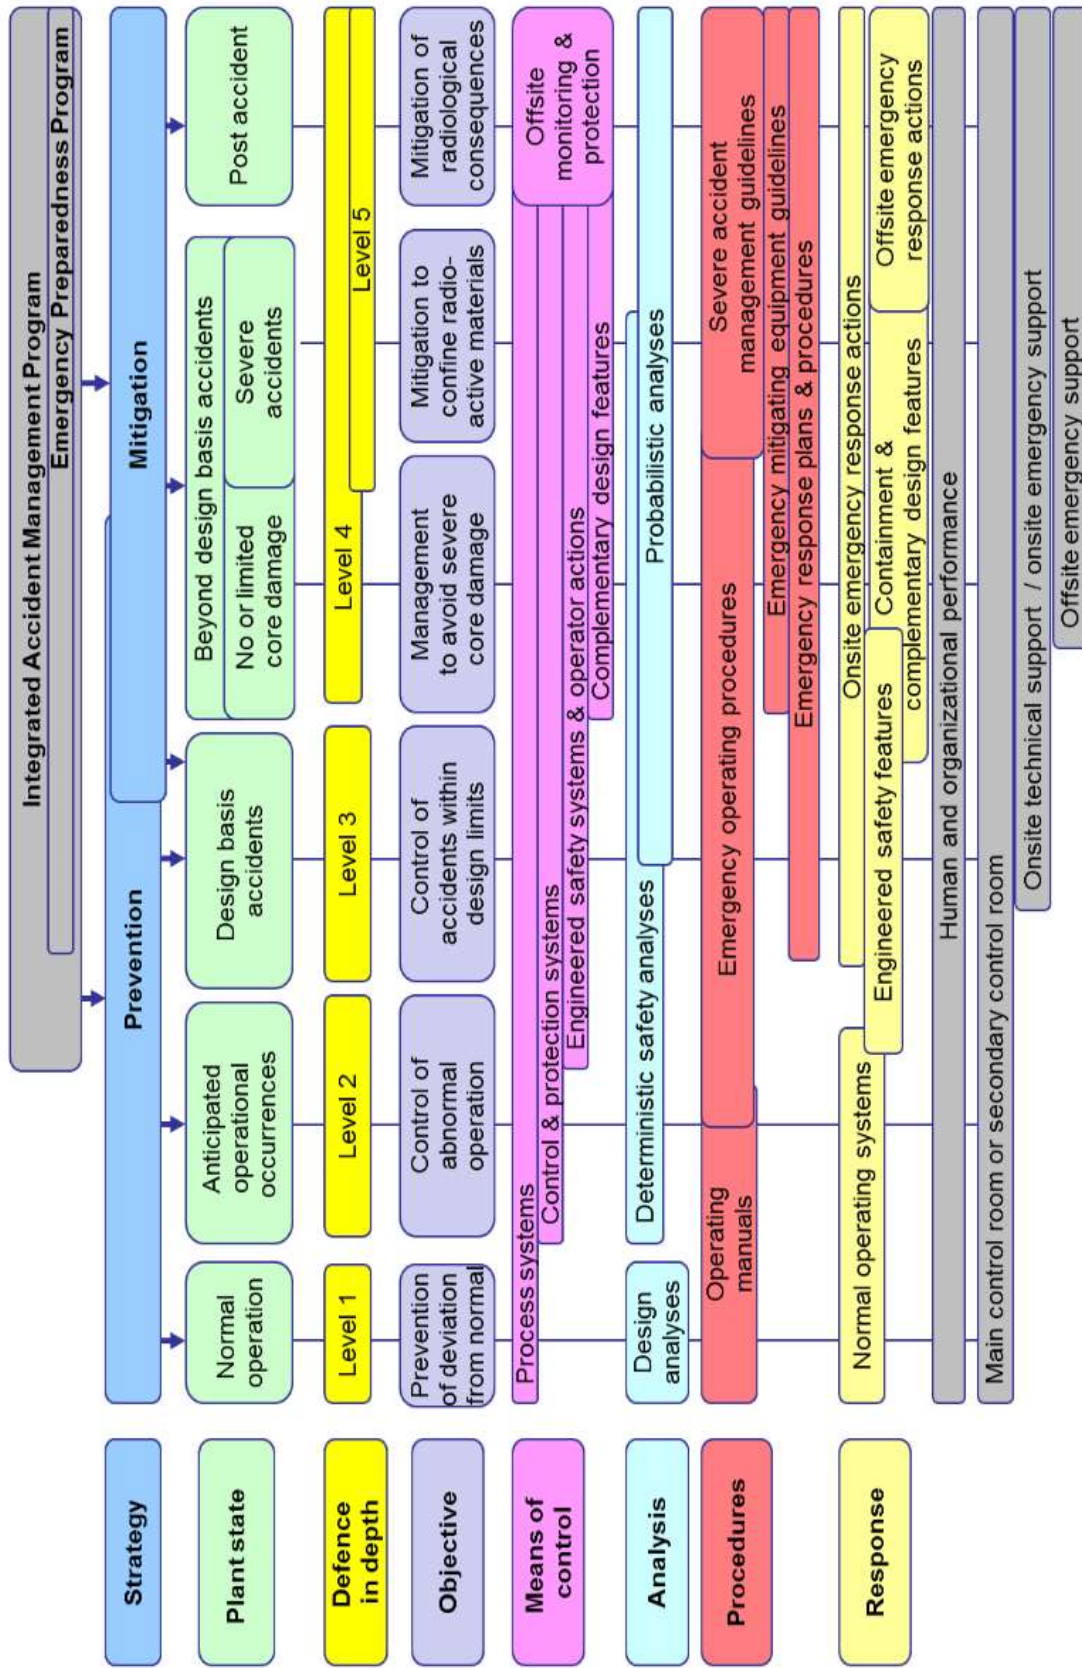 Integrated Accident Management Program
Emergency Preparedness Program
Strategy
Prevention
Mitigation
Plant state
Normal
operation
Anticipated
operational
occurrences
Design basis
accidents
Beyond design basis accidents
No or limited
core damage
Severe
accidents
Post accident
Defence
in depth
Level 1
Level 2
Level 3
Level 4
Level 5
Objective
Prevention
of deviation
from normal
Control of
abnormal
operation
Control of
accidents within
design limits
Management
to avoid severe
core damage
Mitigation to
confine radio-
active materials
Mitigation of
radiological
consequences
Means of
control
Process systems
Control & protection systems
Engineered safety systems & operator actions
Complementary design features
Offsite
monitoring &
protection
Analysis
Design
analyses
Deterministic safety analyses
Probabilistic analyses
Procedures
Operating
manuals
Emergency operating procedures
Severe accident
management guidelines
Emergency mitigating equipment guidelines
Emergency response plans & procedures
Response
Normal operating systems
Onsite emergency response actions
Engineered safety features
Containment &
complementary design features
Offsite emergency
response actions
Human and organizational performance
Main control room or secondary control room
Onsite technical support / onsite emergency support
Offsite emergency support